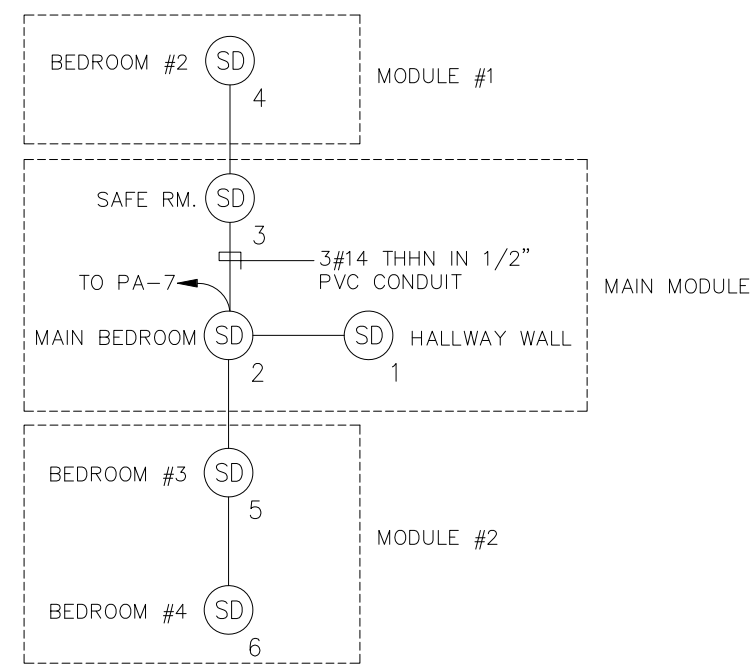 BEDROOM #2 SD
4
MODULE #1
SAFE RM. SD
3
3#14 THHN IN 1/2"
PVC CONDUIT
TO PA-7
MAIN MODULE
MAIN BEDROOM SD
2
SD HALLWAY WALL
1
BEDROOM #3 SD
5
MODULE #2
BEDROOM #4 SD
6